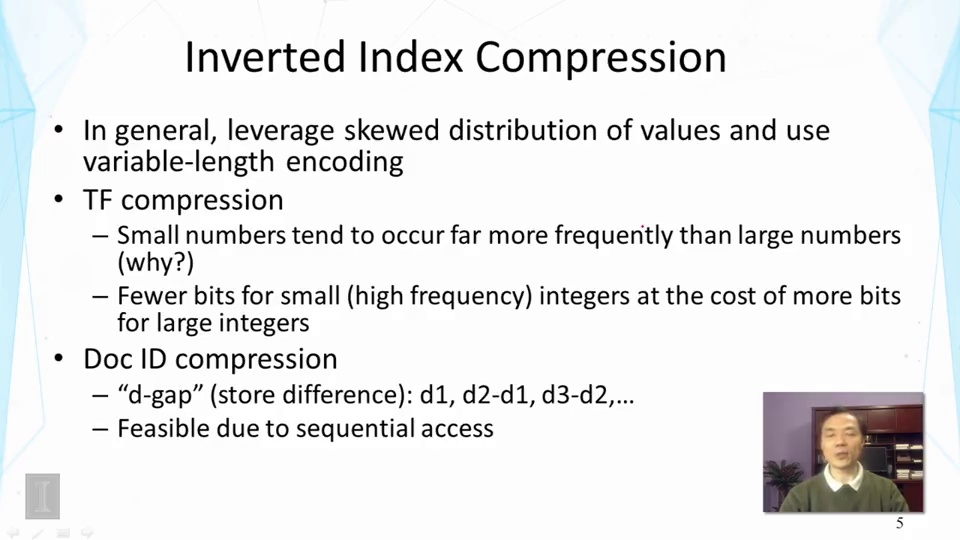 Inverted Index Compression
• In general, leverage skewed distribution of values and use
variable-length encoding
• TF compression
– Small numbers tend to occur far more frequently than large numbers
(why?)
– Fewer bits for small (high frequency) integers at the cost of more bits
for large integers
• Doc ID compression
– “d-gap” (store difference): d1, d2-d1, d3-d2,…
– Feasible due to sequential access
I
5